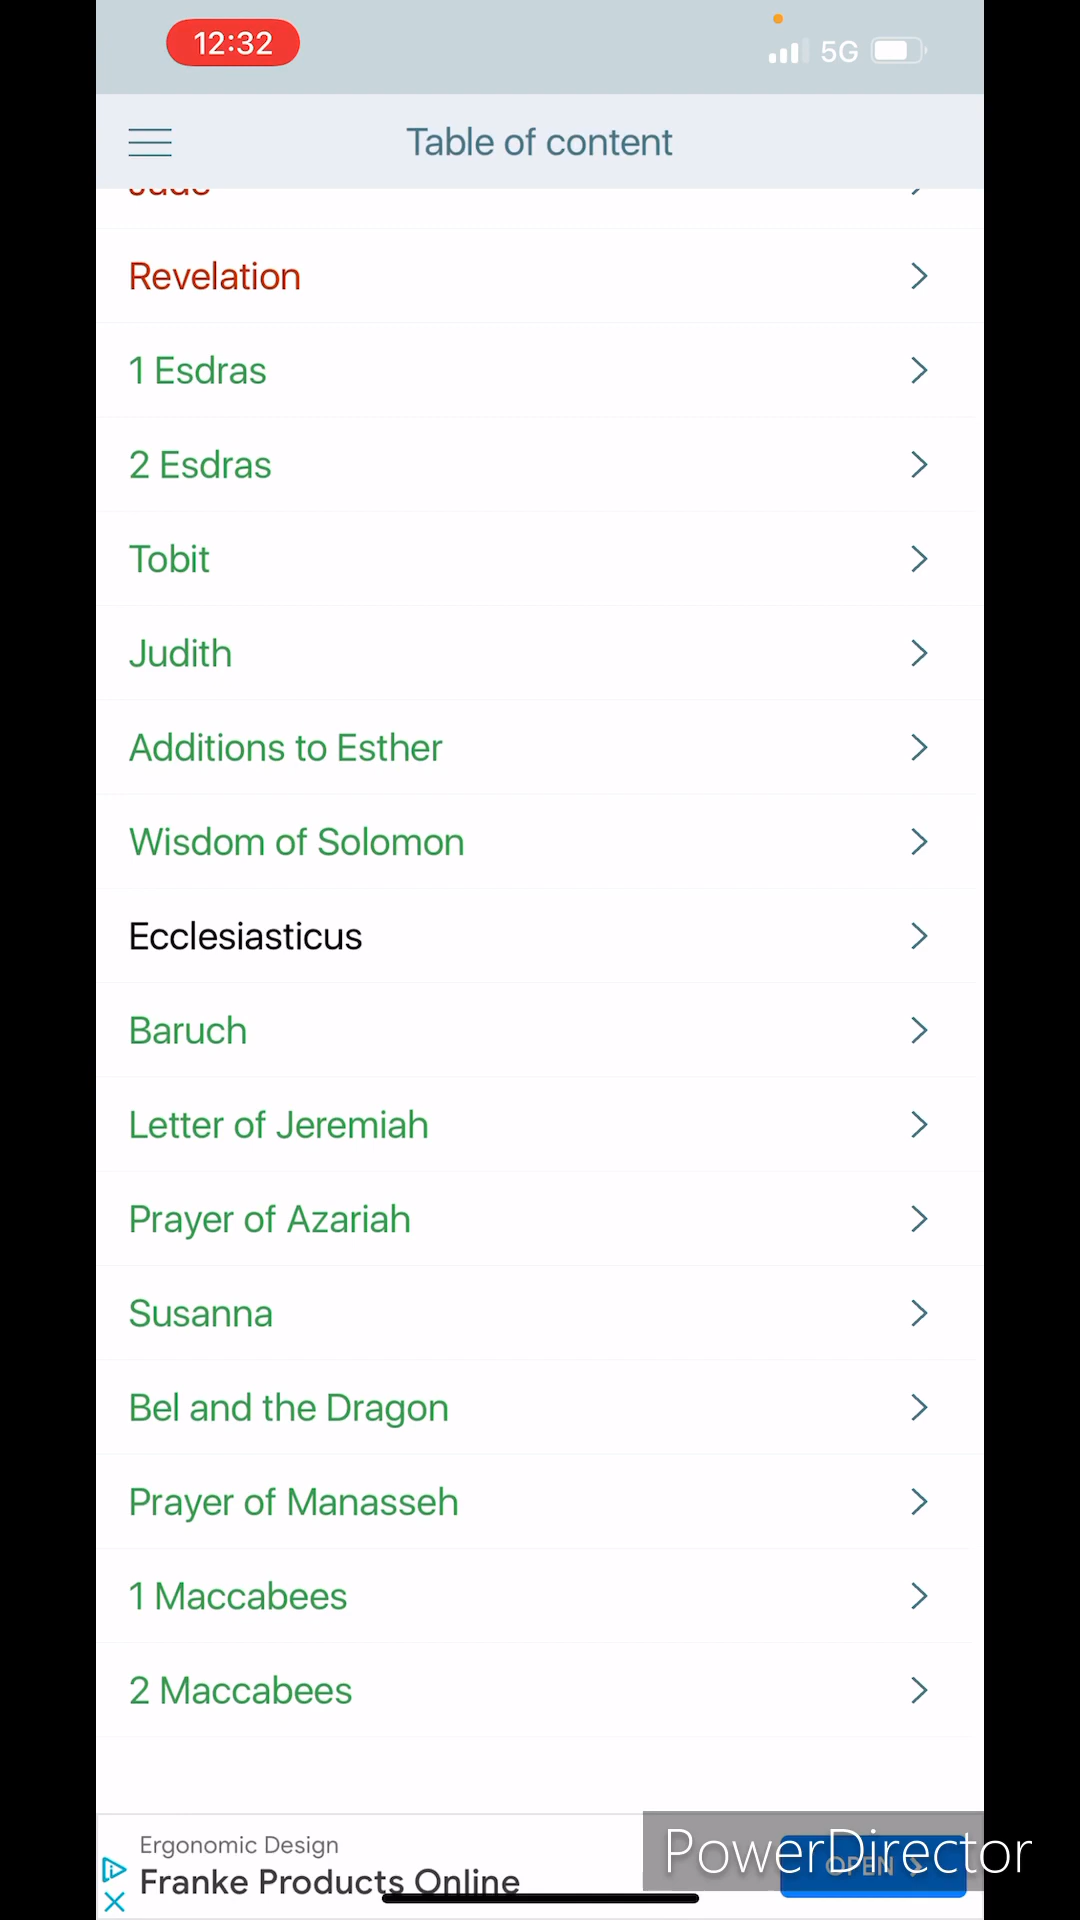 12:32
5G
Table of content
Jude
Revelation
1 Esdras
2 Esdras
Tobit
Judith
Additions to Esther
Wisdom of Solomon
Ecclesiasticus
Baruch
Letter of Jeremiah
Prayer of Azariah
Susanna
Bel and the Dragon
Prayer of Manasseh
1 Maccabees
2 Maccabees
Ergonomic Design
Franke Products Online
OPEN
PowerDirector